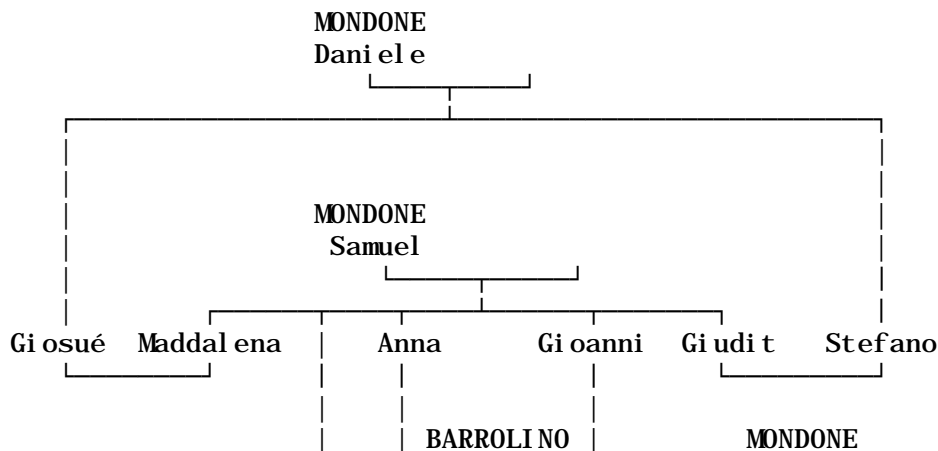 MONDONE
Daniele
MONDONE
Samuel
Giosué Maddalena Anna Gioanni Giudit Stefano
BARROLINO MONDONE